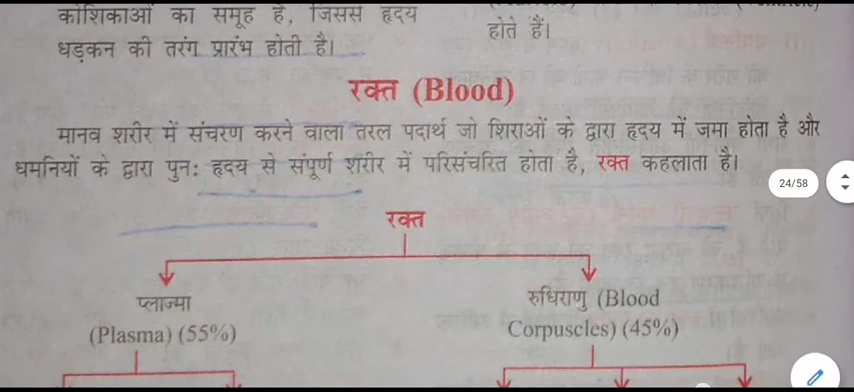 कोशिकाओं का समूह है, जिससे हृदय
धड़कन की तरंग प्रारंभ होती है।
होते हैं।
रक्त (Blood)
मानव शरीर में संचरण करने वाला तरल पदार्थ जो शिराओं के द्वारा हृदय में जमा होता है और
धमनियों के द्वारा पुनः हृदय से संपूर्ण शरीर में परिसंचरित होता है, रक्त कहलाता है।
24/58
रक्त
प्लाज्मा
(Plasma) (55%)
रुधिराणु (Blood
Corpuscles) (45%)